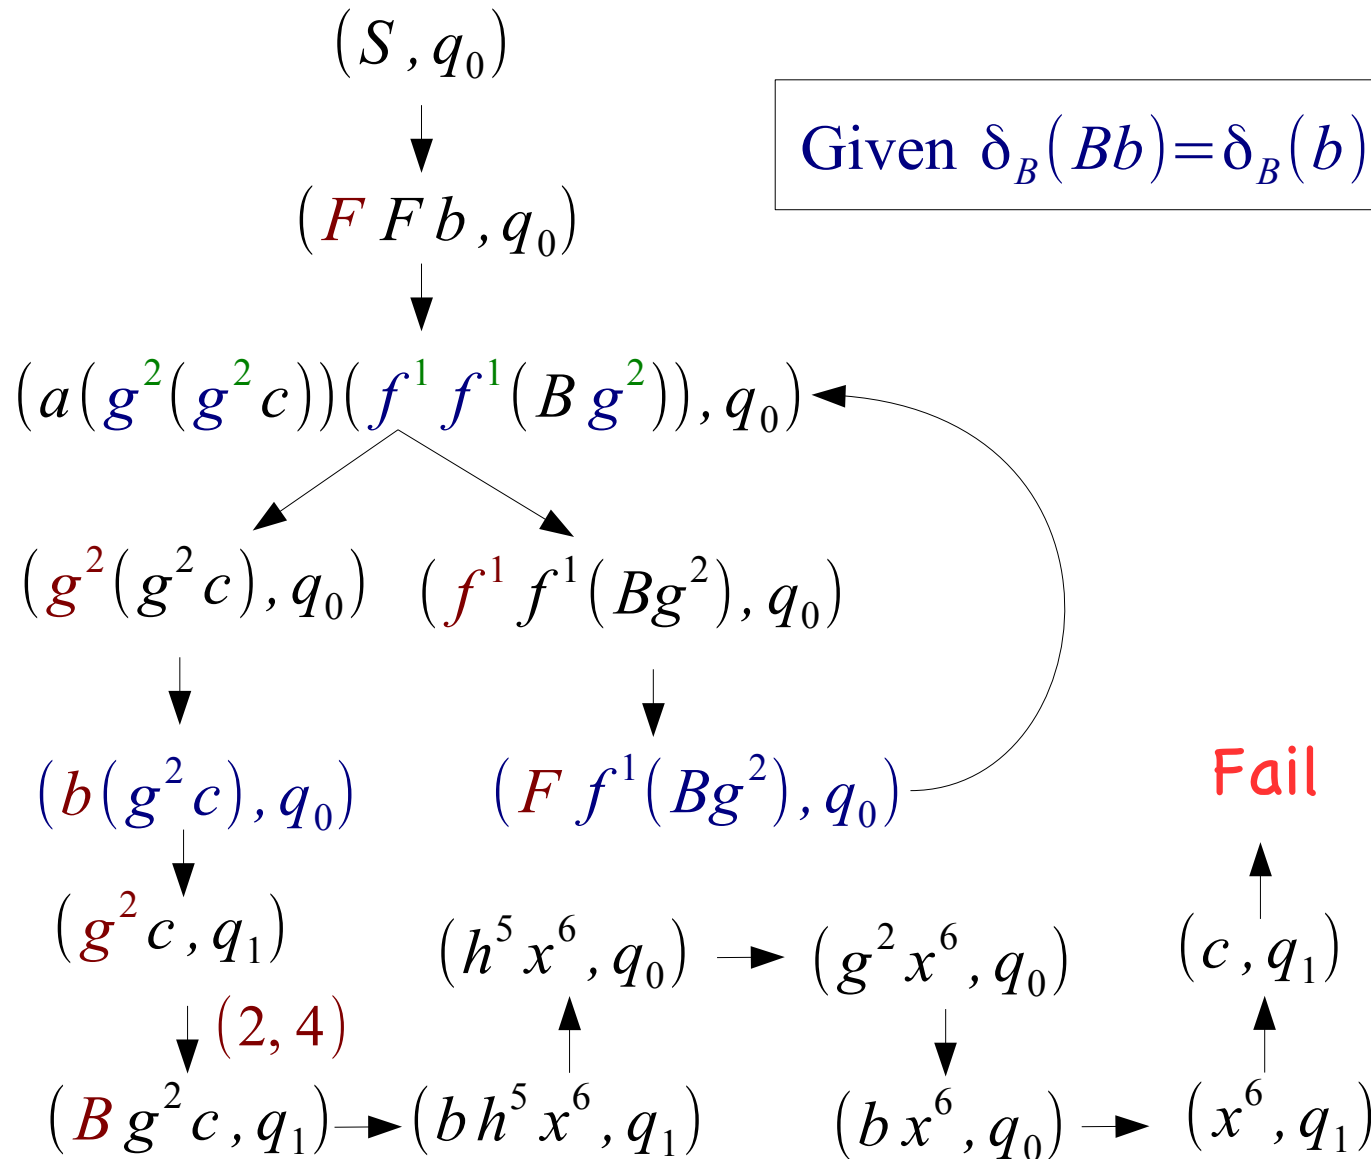 (S, q₀)
Given δ_B(Bb)=δ_B(b)
(F F b, q₀)
(a(g²(g²c))(f¹ f¹(B g²)), q₀)
(g²(g²c), q₀) (f¹ f¹(Bg²), q₀)
(b(g²c), q₀) (F f¹(Bg²), q₀)
Fail
(g²c, q₁) (h⁵x⁶, q₀) (g²x⁶, q₀) (c, q₁)
(2, 4)
(B g²c, q₁) (b h⁵x⁶, q₁) (b x⁶, q₀) (x⁶, q₁)